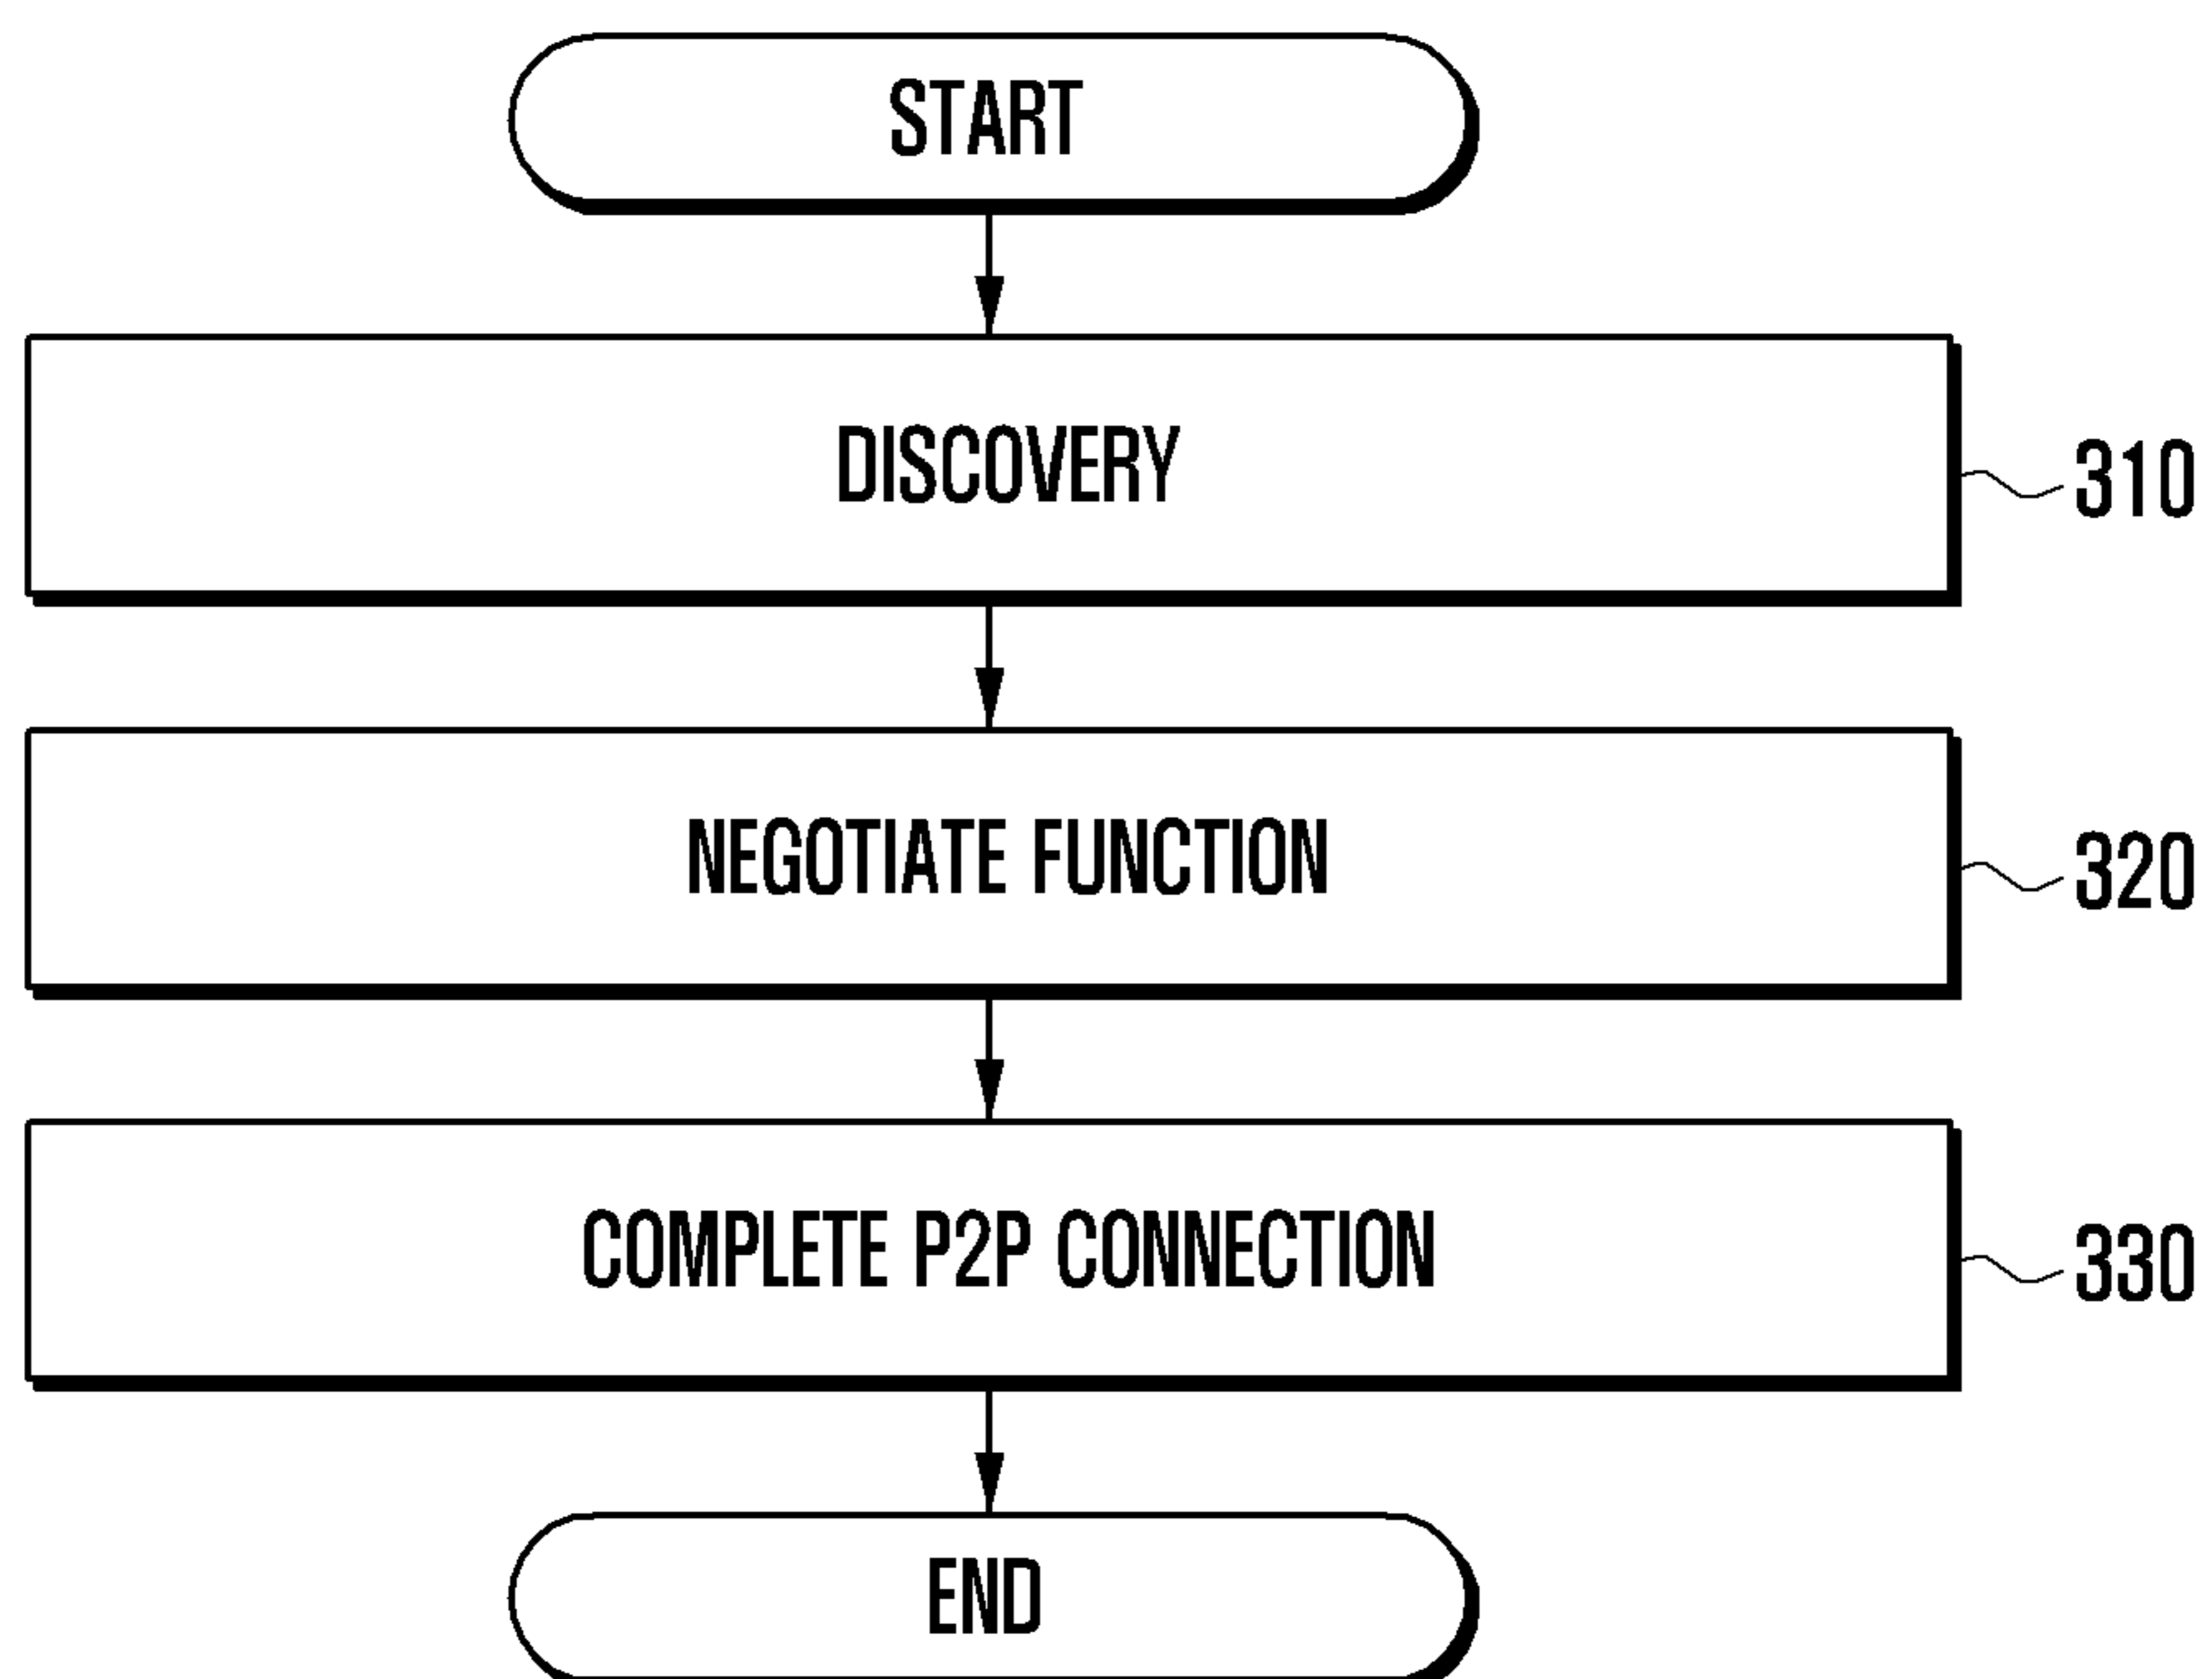 START
DISCOVERY
310
NEGOTIATE FUNCTION
320
COMPLETE P2P CONNECTION
330
END